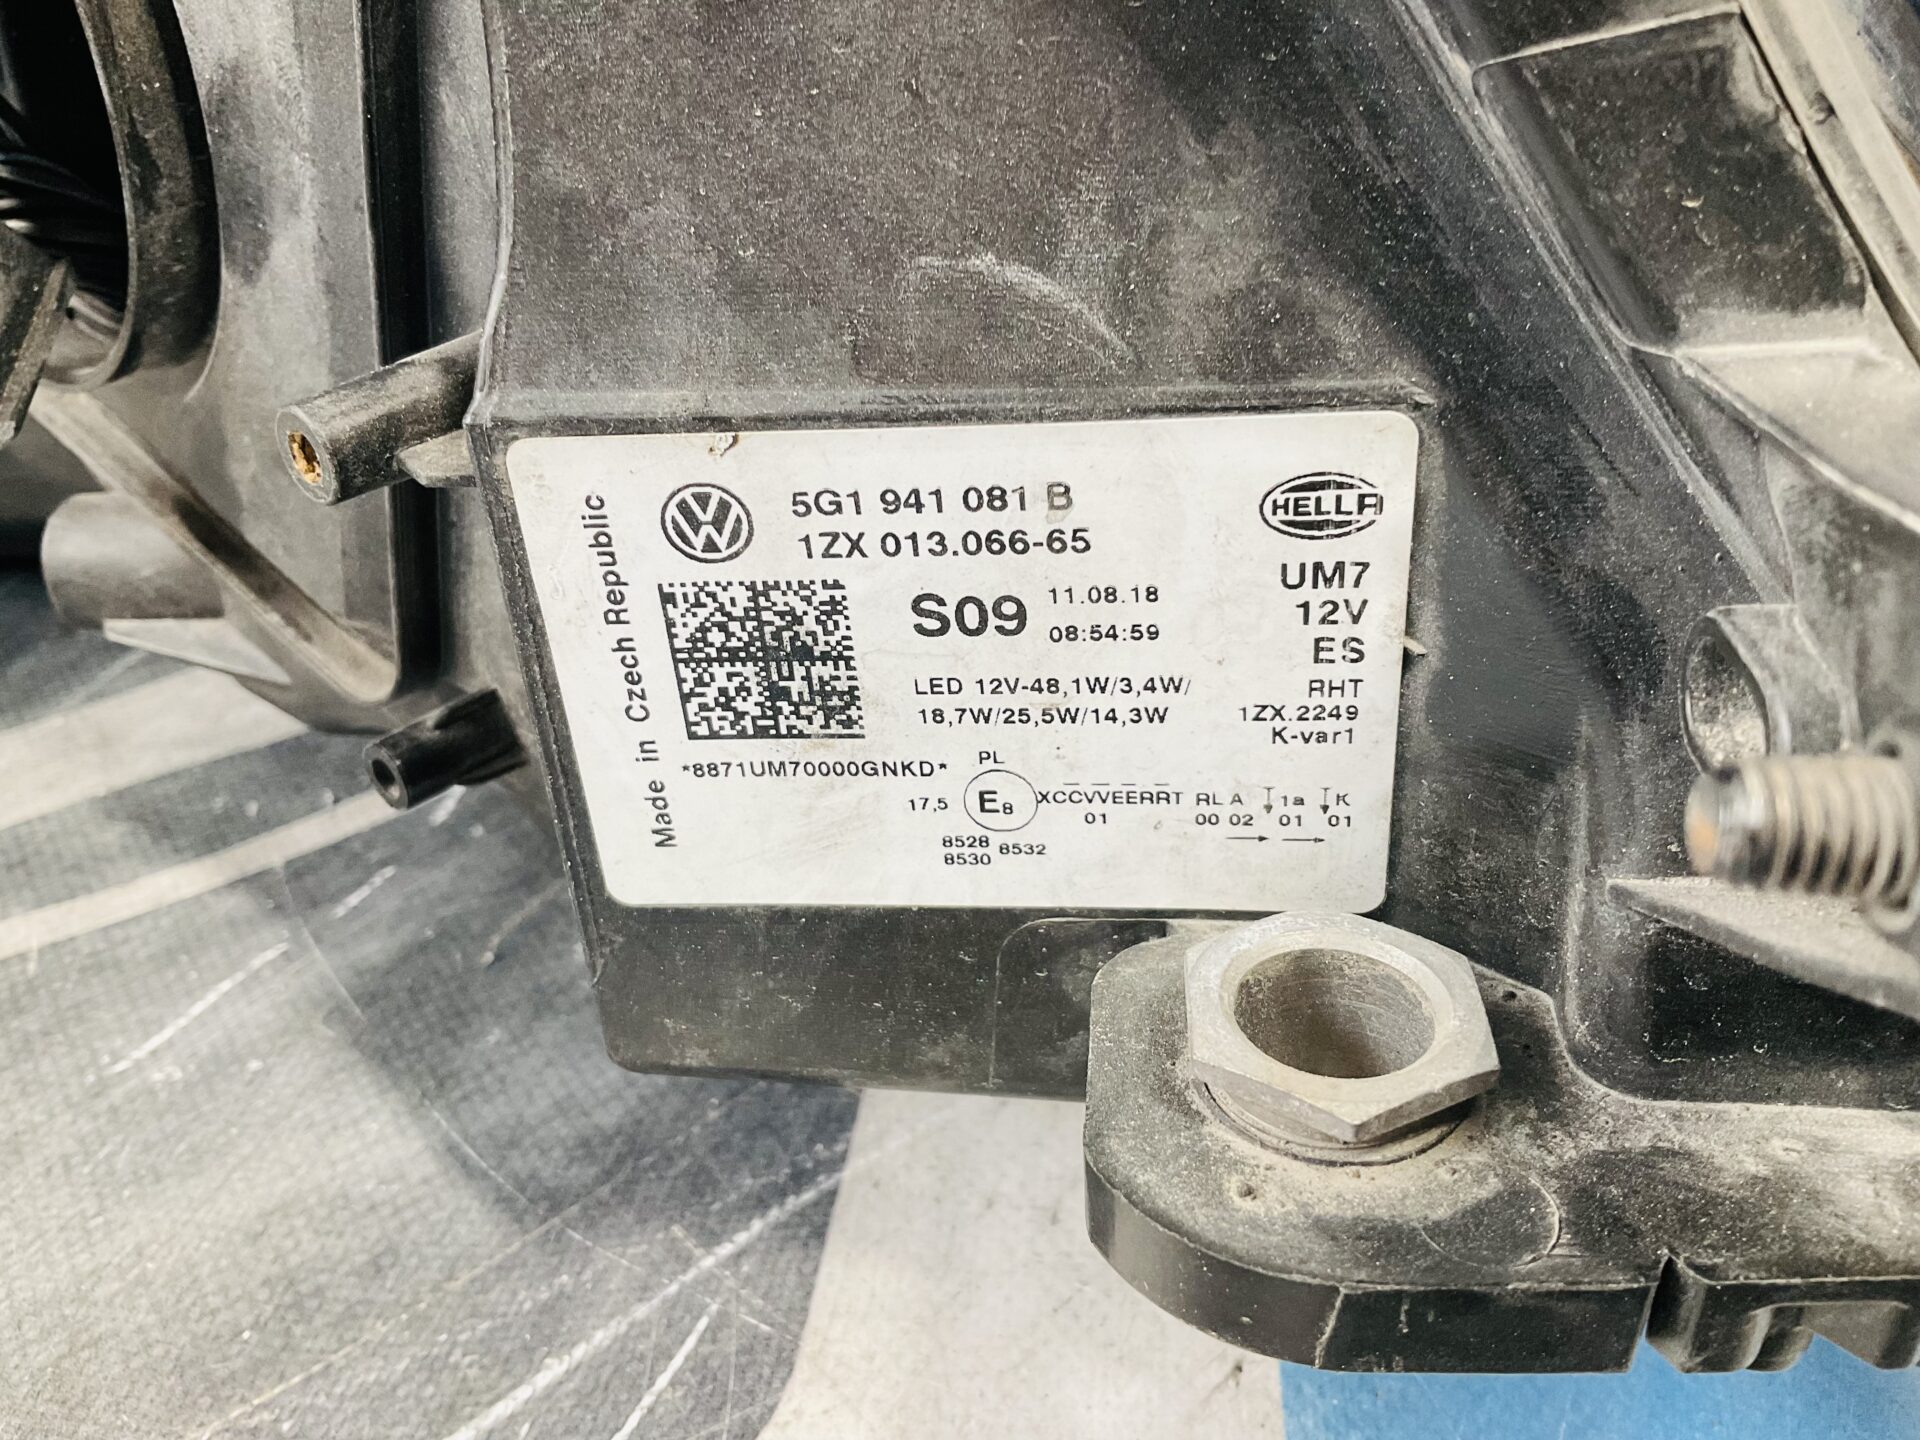 Made in Czech Republic
5G1 941 081 B
1ZX 013.066-65
HELLA
S09
11.08.18
08:54:59
UM7
12V
ES
RHT
1ZX.2249
K-var1
LED 12V-48,1W/3,4W/
18,7W/25,5W/14,3W
*8871UM70000GNKD*
PL
17,5 E8 XCCVVEERRT RL A 1a K
01 00 02 01 01
8528 8532
8530